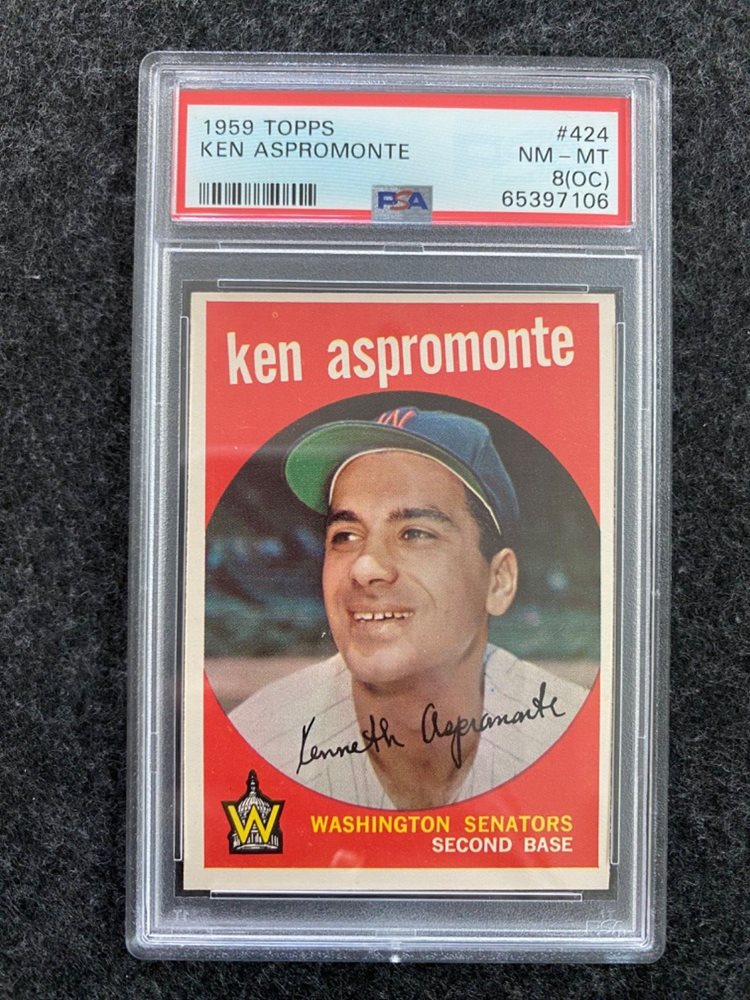 1959 TOPPS
#424
KEN ASPROMONTE
NM - MT
8(OC)
PSA
65397106
ken aspromonte
W
Kenneth Aspromonte
W
WASHINGTON SENATORS
SECOND BASE